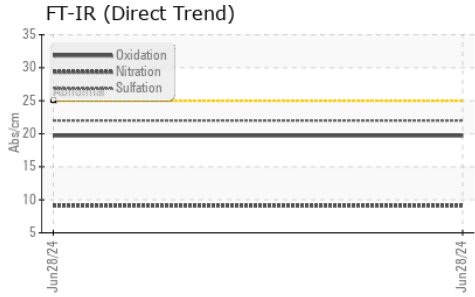 FT-IR (Direct Trend)
35
30
25
20
15
10
5
Abs/cm
Oxidation
Nitration
Sulfation
Abnormal
Jun28/24
Jun28/24